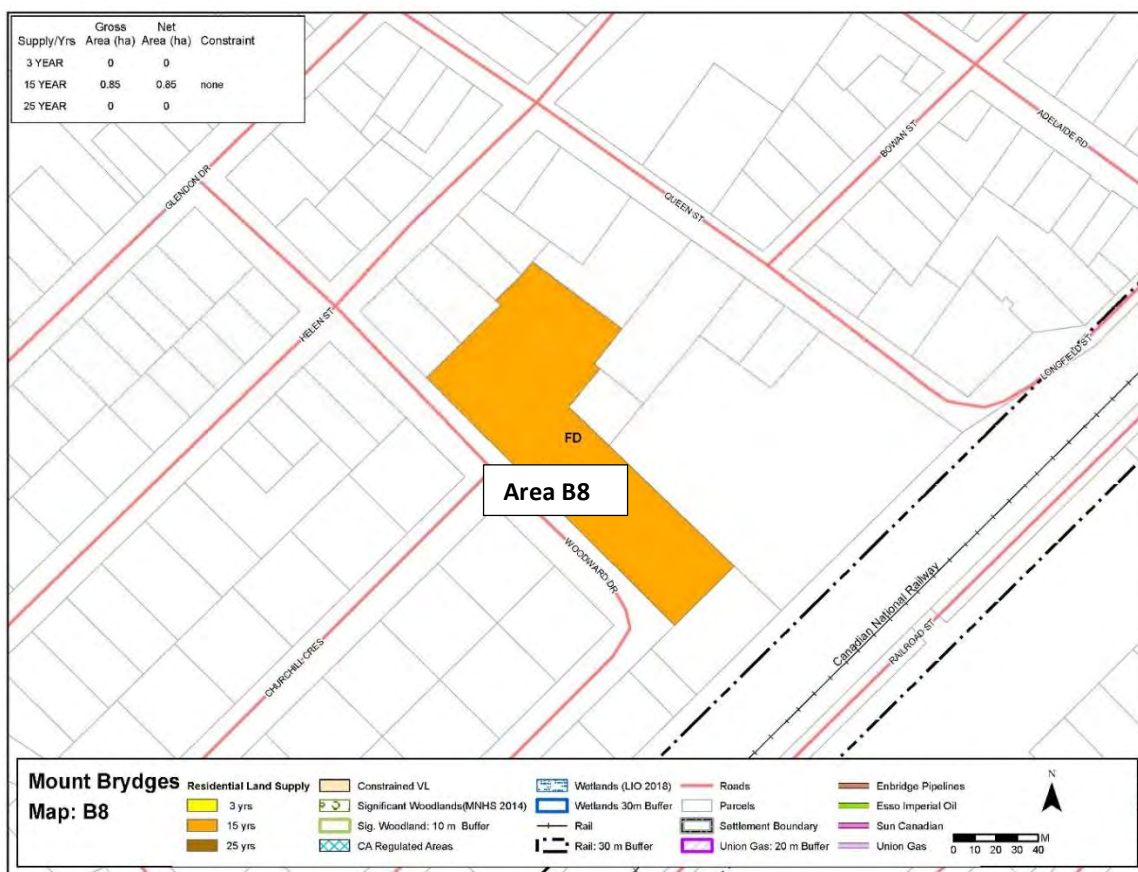 Gross Net
Supply/Yrs Area (ha) Area (ha) Constraint
3 YEAR 0 0
15 YEAR 0.85 0.85 none
25 YEAR 0 0
GLENDON DR
BOWAN ST
ADELAIDE RD
QUEEN ST
HELEN ST
LONGFIELD ST
FD
Area B8
WOODWARD DR
Canadian National Railway
RAILROAD ST
CHURCHILL CRES
Mount Brydges
Map: B8
Residential Land Supply
3 yrs
15 yrs
25 yrs
Constrained VL
Significant Woodlands(MNHS 2014)
Sig. Woodland: 10 m Buffer
CA Regulated Areas
Wetlands (LIO 2018)
Wetlands 30m Buffer
Rail
Rail: 30 m Buffer
Roads
Parcels
Settlement Boundary
Union Gas: 20 m Buffer
Enbridge Pipelines
Esso Imperial Oil
Sun Canadian
Union Gas
N
M
0 10 20 30 40